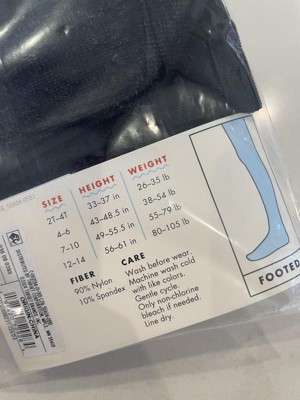 SIZE HEIGHT WEIGHT
2T-4T 33-37 in 26-35 lb
4-6 43-48.5 in 38-54 lb
7-10 49-55.5 in 55-79 lb
12-14 56-61 in 80-105 lb
FIBER
90% Nylon
10% Spandex
CARE
Wash before wear.
Machine wash cold
with like colors.
Gentle cycle.
Only non-chlorine
bleach if needed.
Line dry.
FOOTED